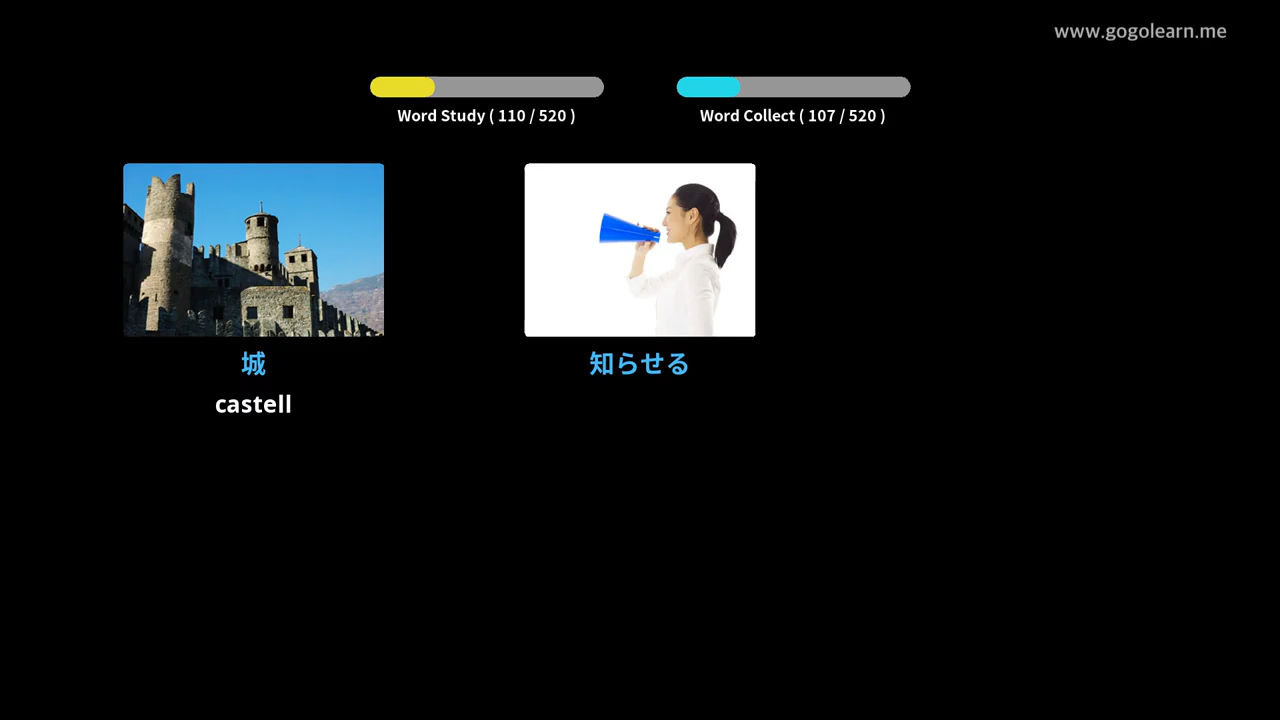 www.gogolearn.me
Word Study ( 110 / 520 )
Word Collect ( 107 / 520 )
城
知らせる
castell